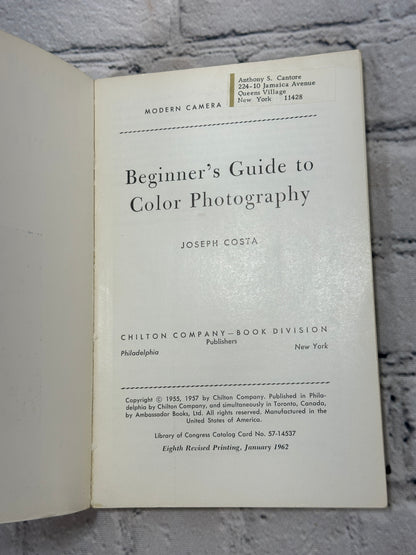 Anthony S. Cantore
224-10 Jamaica Avenue
Queens Village
New York 11428
MODERN CAMERA
Beginner's Guide to
Color Photography
JOSEPH COSTA
CHILTON COMPANY—BOOK DIVISION
Publishers
Philadelphia New York
Copyright © 1955, 1957 by Chilton Company. Published in Phila-
delphia by Chilton Company, and simultaneously in Toronto, Canada,
by Ambassador Books, Ltd. All rights reserved. Manufactured in the
United States of America.
Library of Congress Catalog Card No. 57-14537
Eighth Revised Printing, January 1962